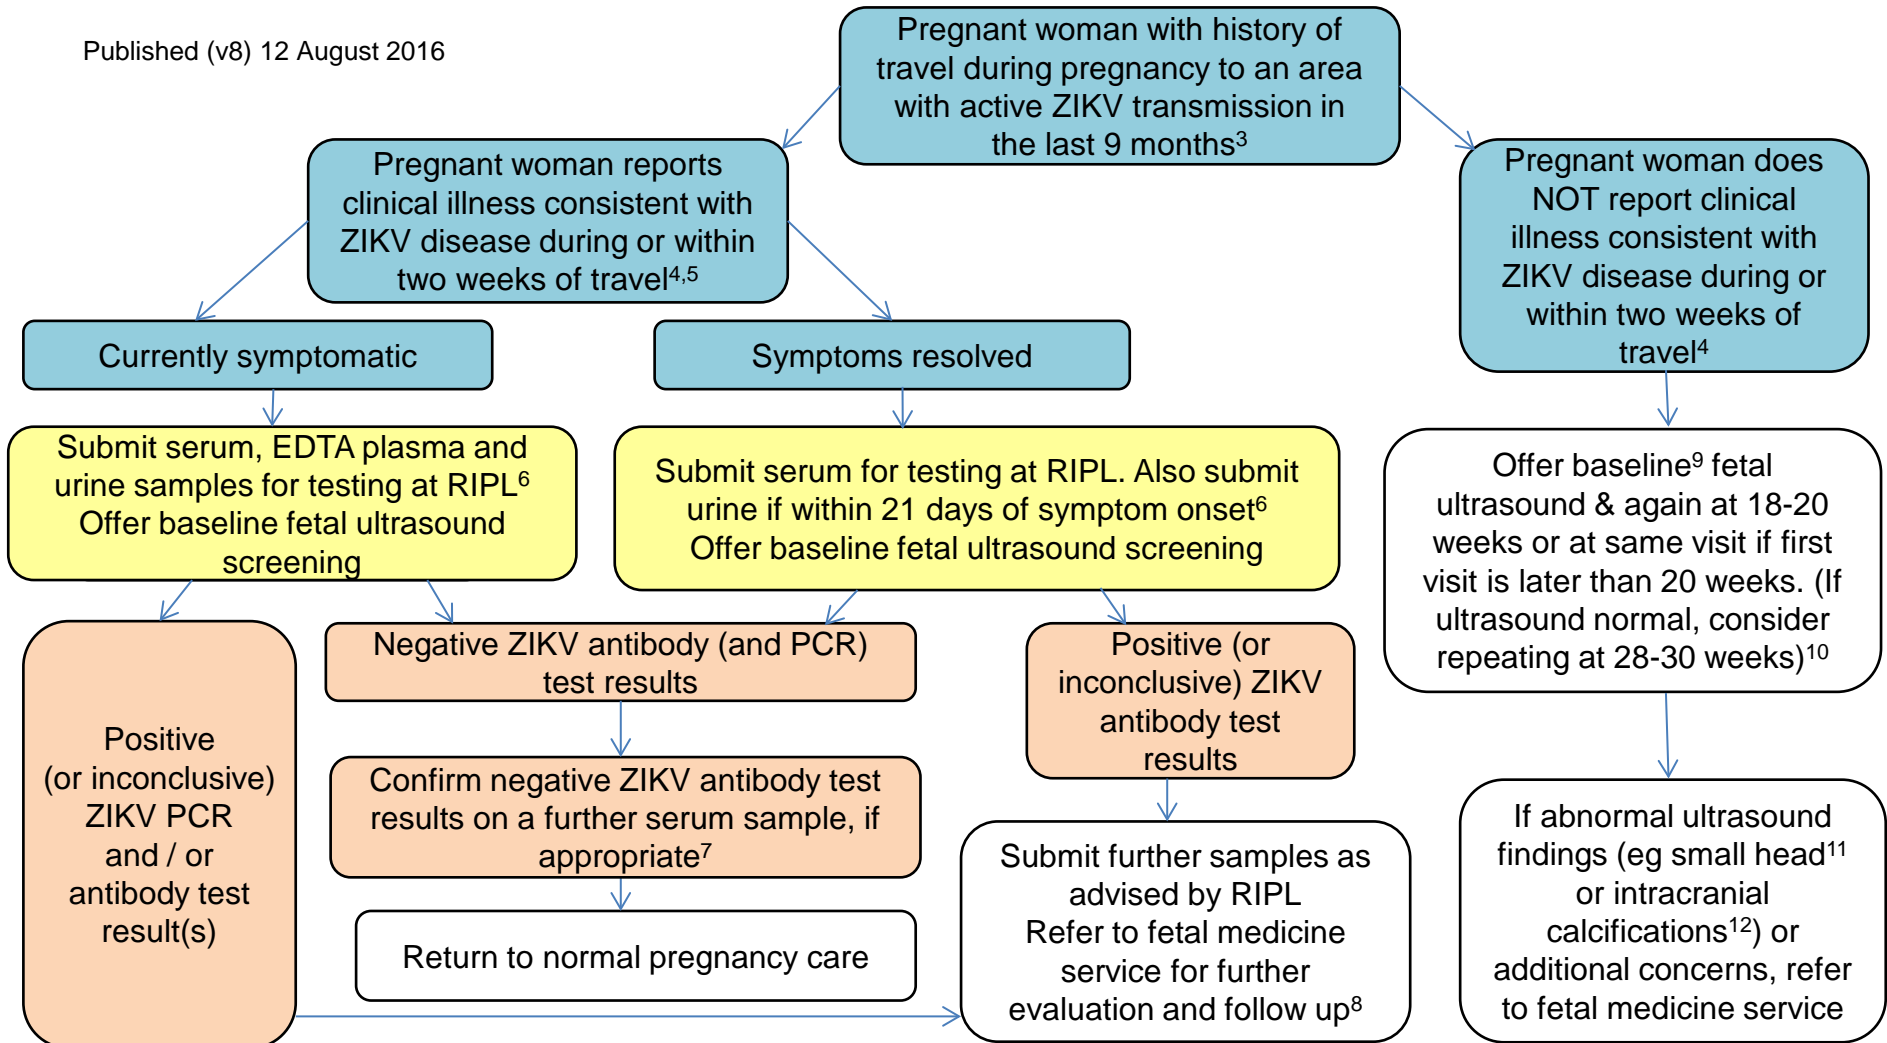 Published (v8) 12 August 2016
Pregnant woman with history of
travel during pregnancy to an area
with active ZIKV transmission in
the last 9 months³
Pregnant woman reports
clinical illness consistent with
ZIKV disease during or within
two weeks of travel⁴,⁵
Pregnant woman does
NOT report clinical
illness consistent with
ZIKV disease during or
within two weeks of
travel⁴
Currently symptomatic
Symptoms resolved
Submit serum, EDTA plasma and
urine samples for testing at RIPL⁶
Offer baseline fetal ultrasound
screening
Submit serum for testing at RIPL. Also submit
urine if within 21 days of symptom onset⁶
Offer baseline fetal ultrasound screening
Offer baseline⁹ fetal
ultrasound & again at 18-20
weeks or at same visit if first
visit is later than 20 weeks. (If
ultrasound normal, consider
repeating at 28-30 weeks)¹⁰
Positive
(or inconclusive)
ZIKV PCR
and / or
antibody test
result(s)
Negative ZIKV antibody (and PCR)
test results
Positive (or
inconclusive) ZIKV
antibody test
results
Confirm negative ZIKV antibody test
results on a further serum sample, if
appropriate⁷
Return to normal pregnancy care
Submit further samples as
advised by RIPL
Refer to fetal medicine
service for further
evaluation and follow up⁸
If abnormal ultrasound
findings (eg small head¹¹
or intracranial
calcifications¹²) or
additional concerns, refer
to fetal medicine service